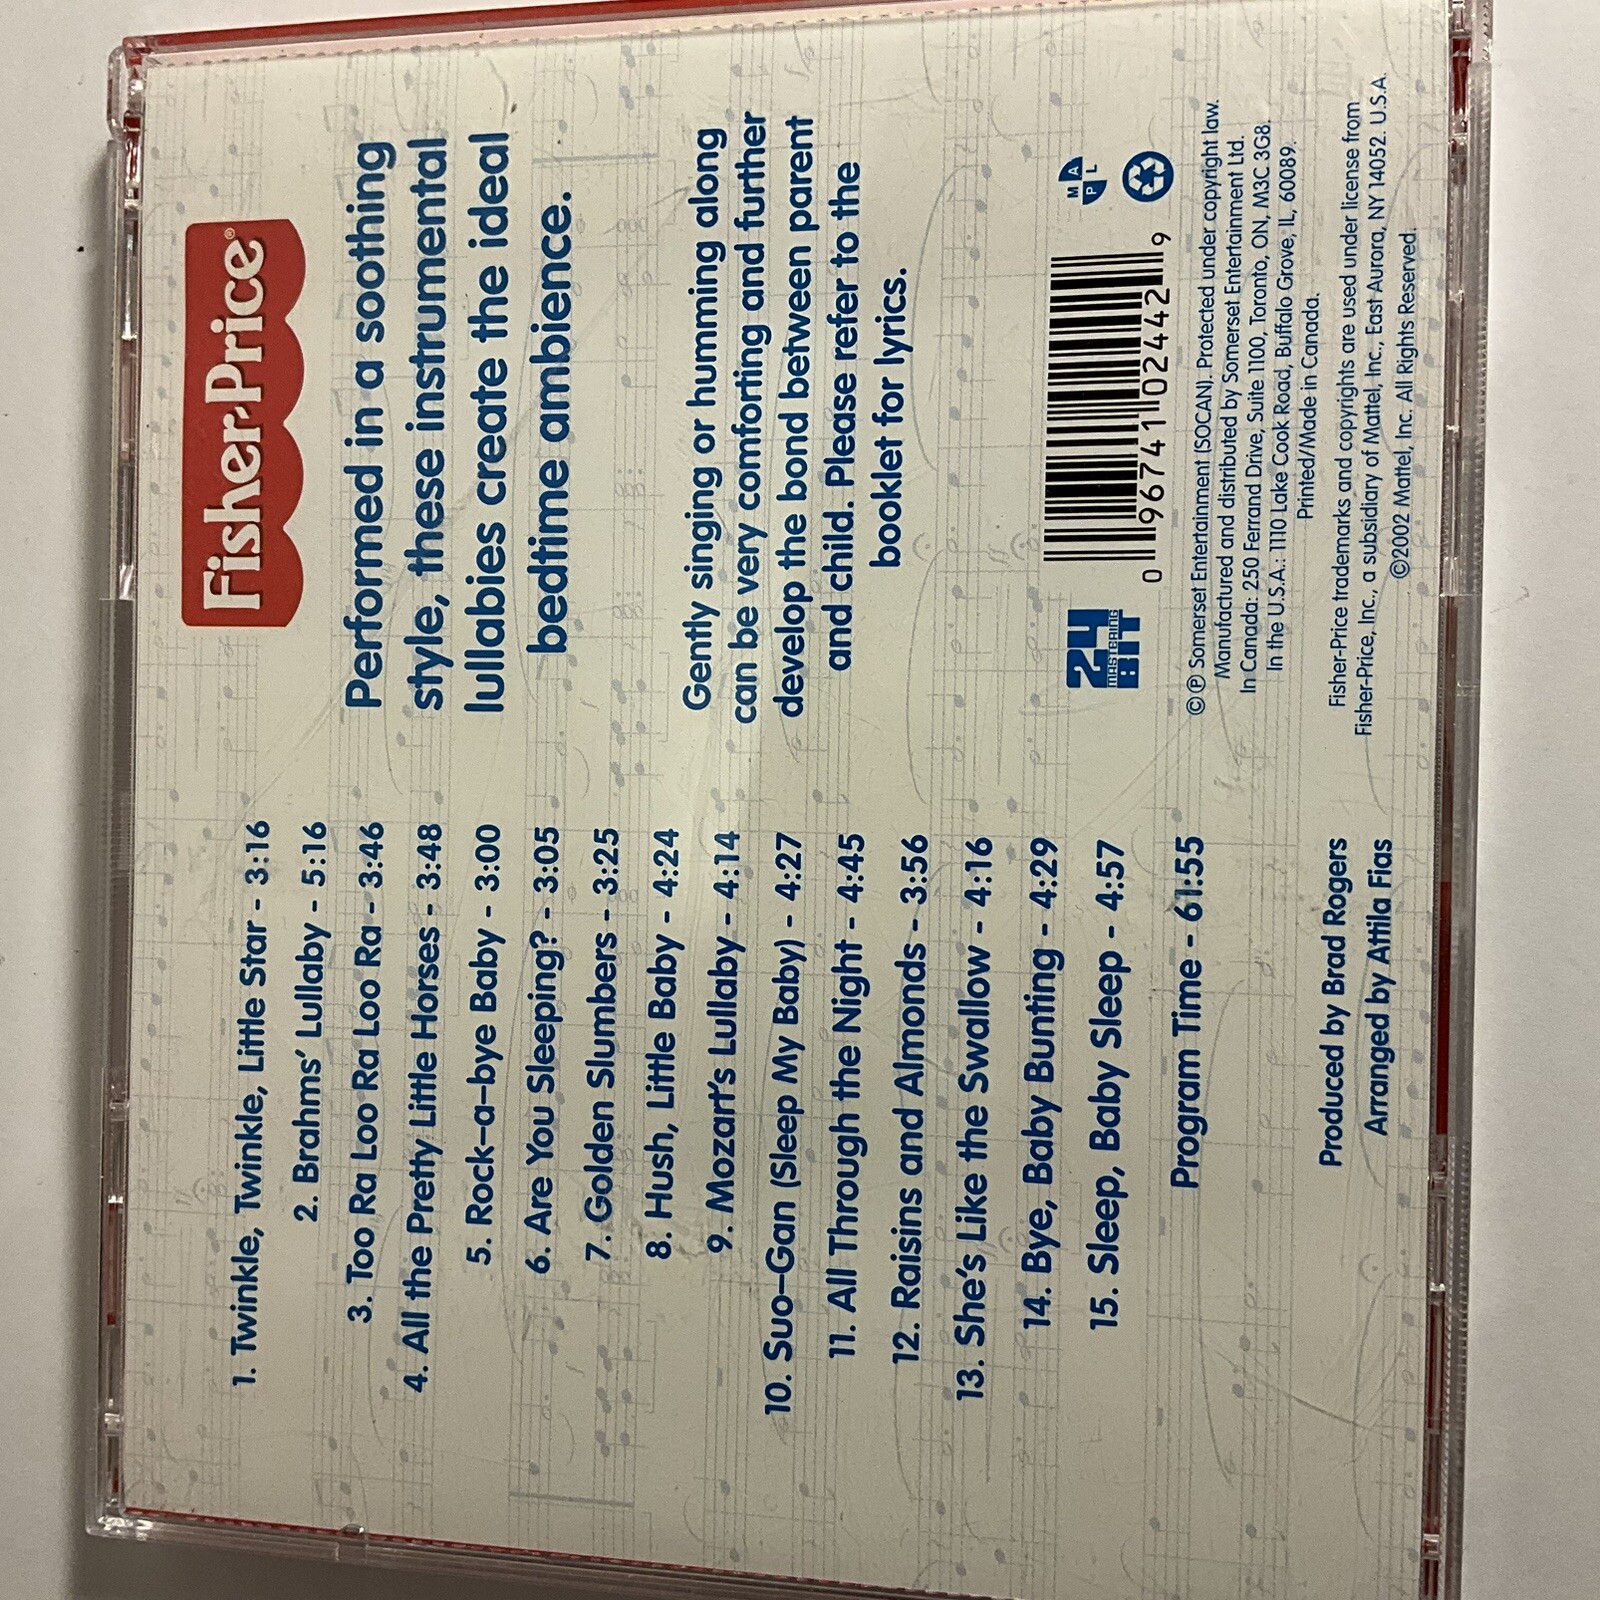 1. Twinkle, Twinkle, Little Star - 3:16
2. Brahms' Lullaby - 5:16
3. Too Ra Loo Ra Loo Ra - 3:46
4. All the Pretty Little Horses - 3:48
5. Rock-a-bye Baby - 3:00
6. Are You Sleeping? - 3:05
7. Golden Slumbers - 3:25
8. Hush, Little Baby - 4:24
9. Mozart's Lullaby - 4:14
10. Suo-Gan (Sleep My Baby) - 4:27
11. All Through the Night - 4:45
12. Raisins and Almonds - 3:56
13. She's Like the Swallow - 4:16
14. Bye, Baby Bunting - 4:29
15. Sleep, Baby Sleep - 4:57
Program Time - 61:55
Produced by Brad Rogers
Arranged by Attila Fias
Fisher-Price®
Performed in a soothing
style, these instrumental
lullabies create the ideal
bedtime ambience.
Gently singing or humming along
can be very comforting and further
develop the bond between parent
and child. Please refer to the
booklet for lyrics.
24
MASTERING
BIT
0 96741 02442 9
M A
P L
© ℗ Somerset Entertainment (SOCAN). Protected under copyright law.
Manufactured and distributed by Somerset Entertainment Ltd.
In Canada: 250 Ferrand Drive, Suite 1100, Toronto, ON, M3C 3G8.
In the U.S.A.: 1110 Lake Cook Road, Buffalo Grove, IL, 60089.
Printed/Made in Canada.
Fisher-Price trademarks and copyrights are used under license from
Fisher-Price, Inc., a subsidiary of Mattel, Inc., East Aurora, NY 14052. U.S.A.
©2002 Mattel, Inc. All Rights Reserved.